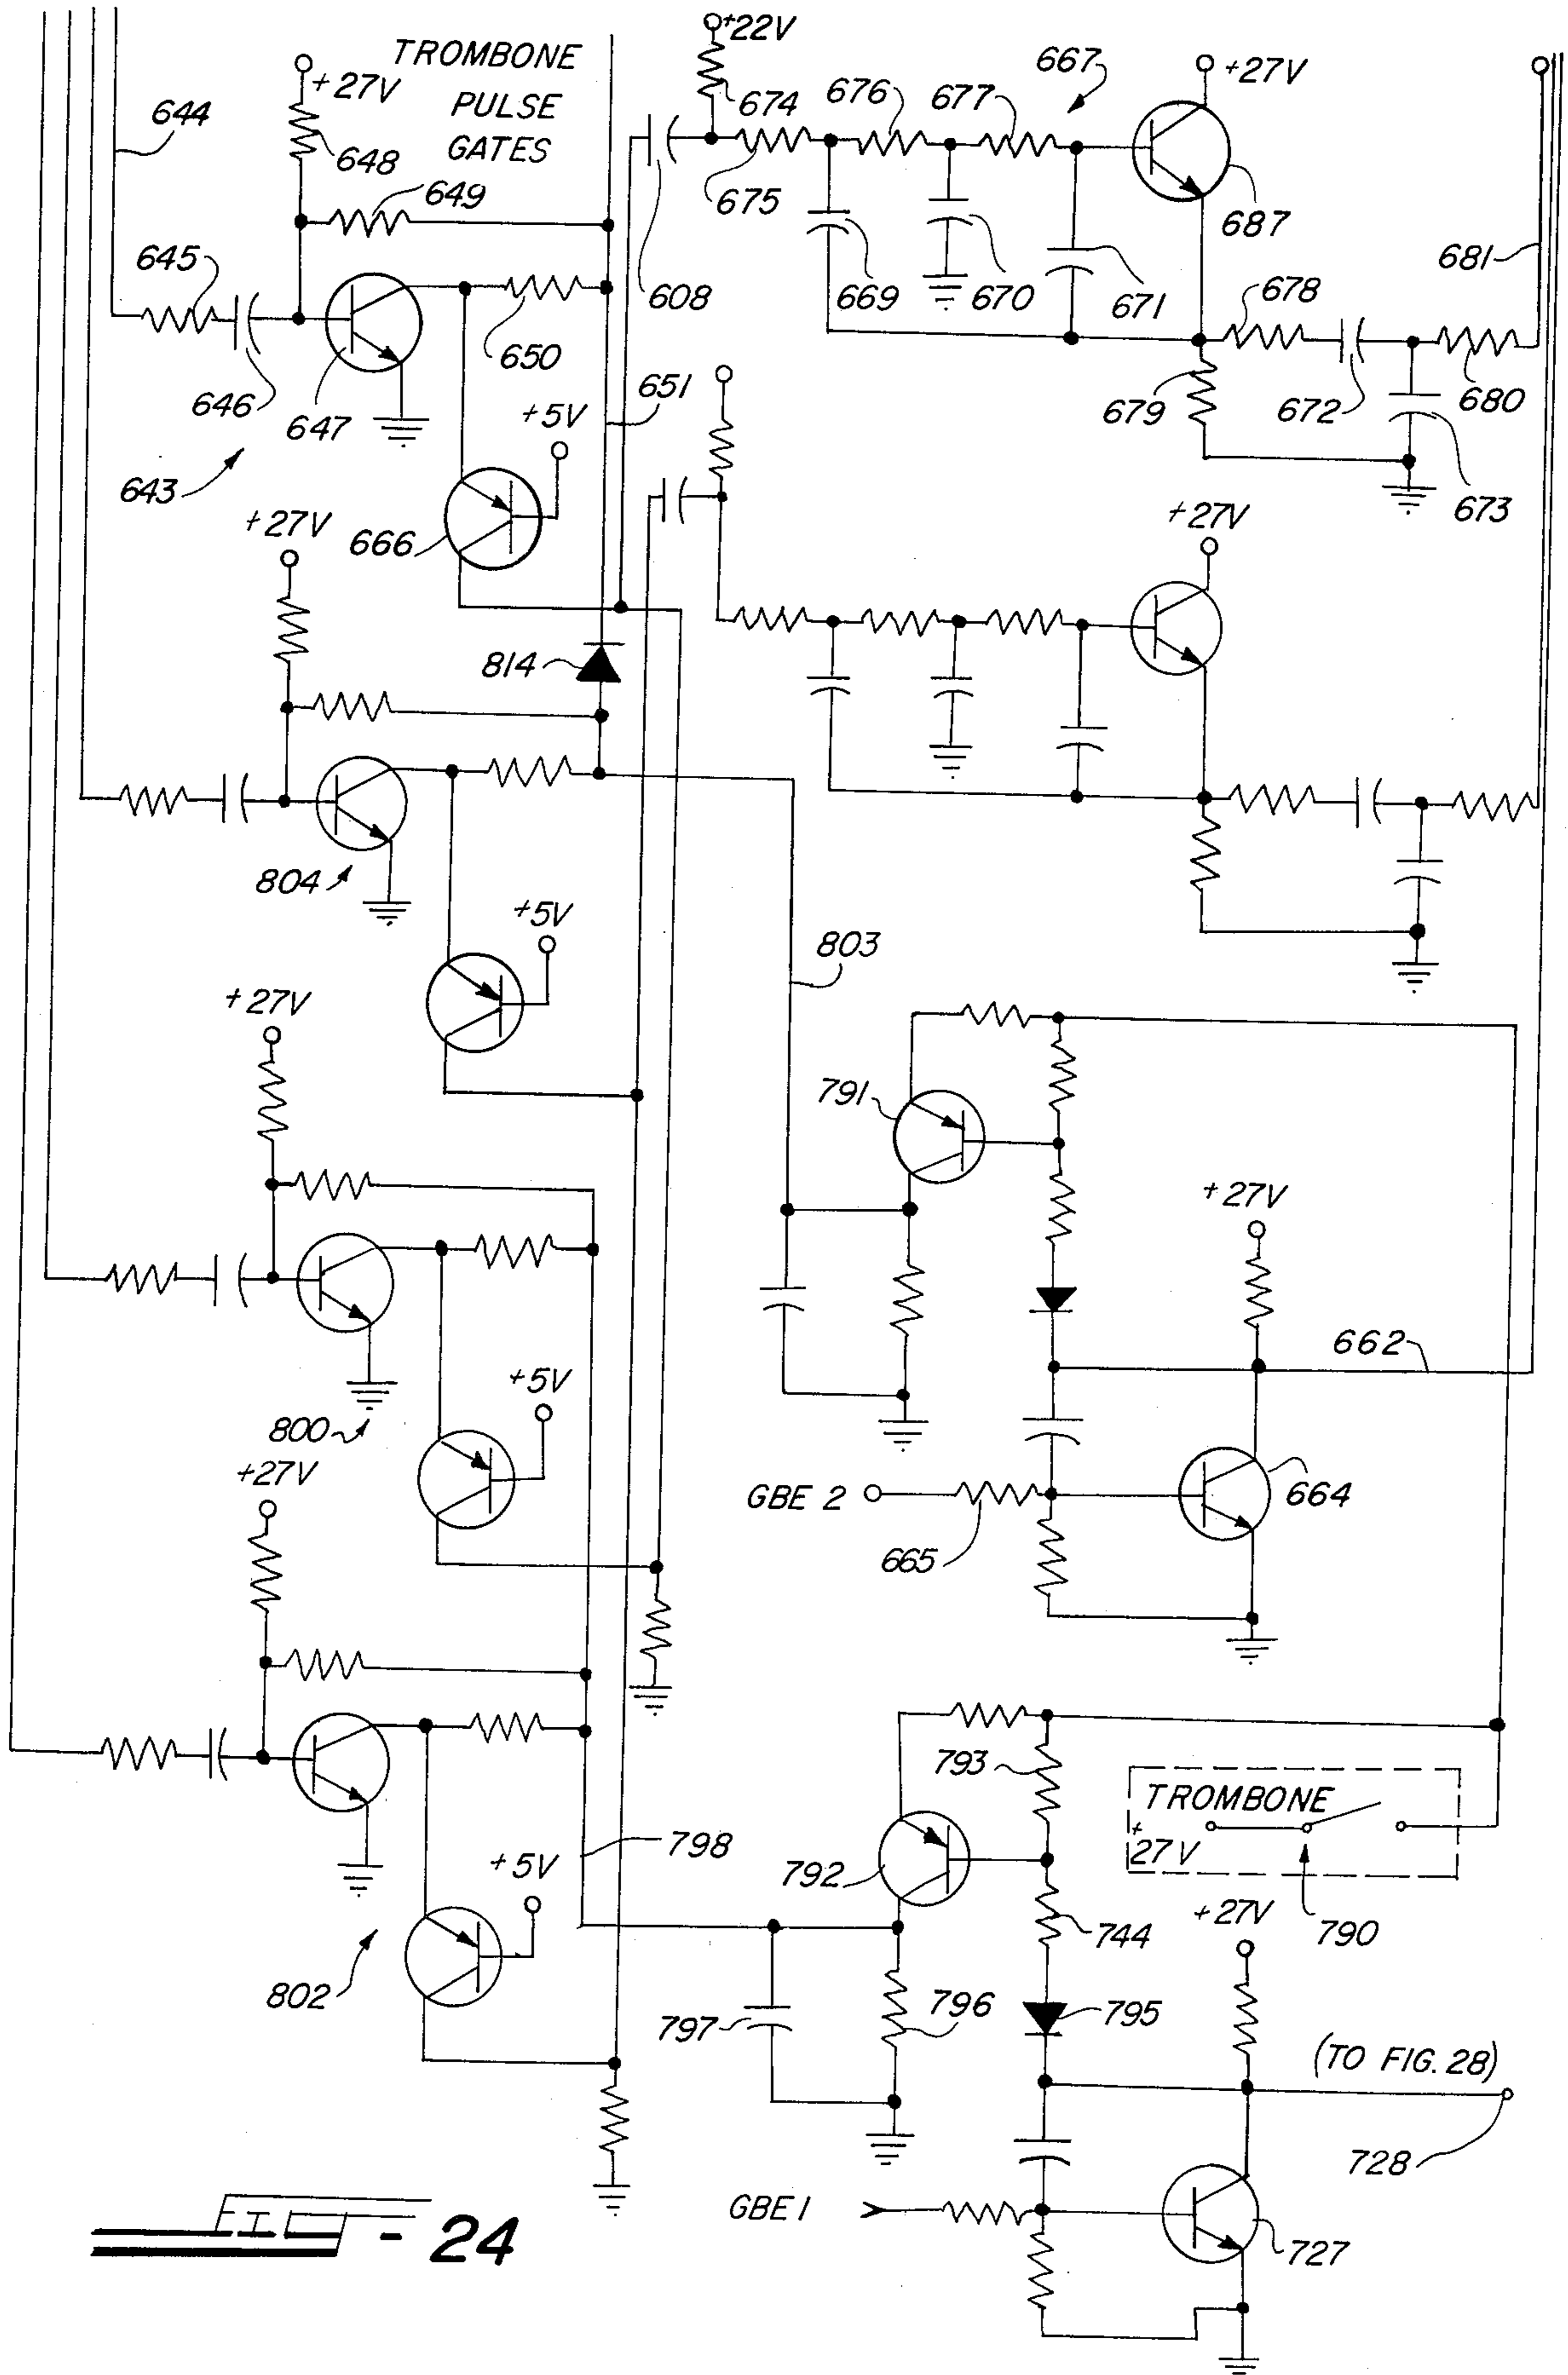 +22V
TROMBONE
PULSE
GATES
+27V
644
648
649
674
676
677
667
+27V
675
687
681
645
608
669
670
671
678
650
646
647
651
679
672
680
643
+5V
673
+27V
666
+27V
814
804
+5V
803
+27V
791
+27V
662
800
+5V
+27V
GBE 2
664
665
793
TROMBONE
+
27V
798
792
+5V
+27V
790
744
802
797
796
795
(TO FIG. 28)
728
GBE 1
727
FIG-24